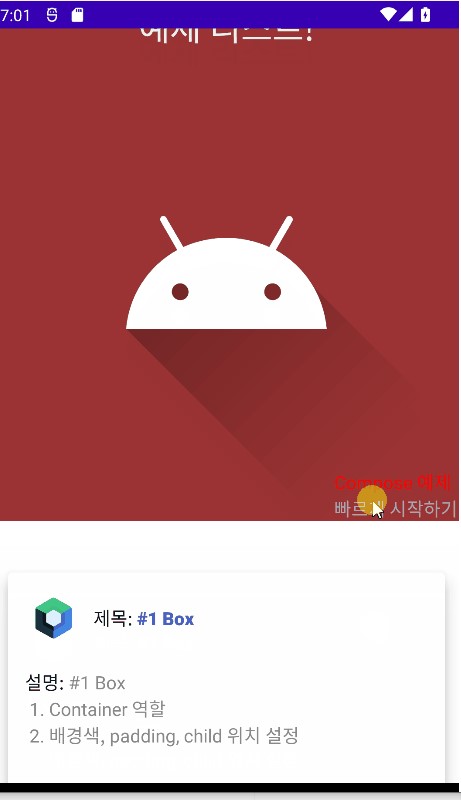 7:01
예제 리스트!
Compose 예제
빠르게 시작하기
제목: #1 Box
설명: #1 Box
1. Container 역할
2. 배경색, padding, child 위치 설정